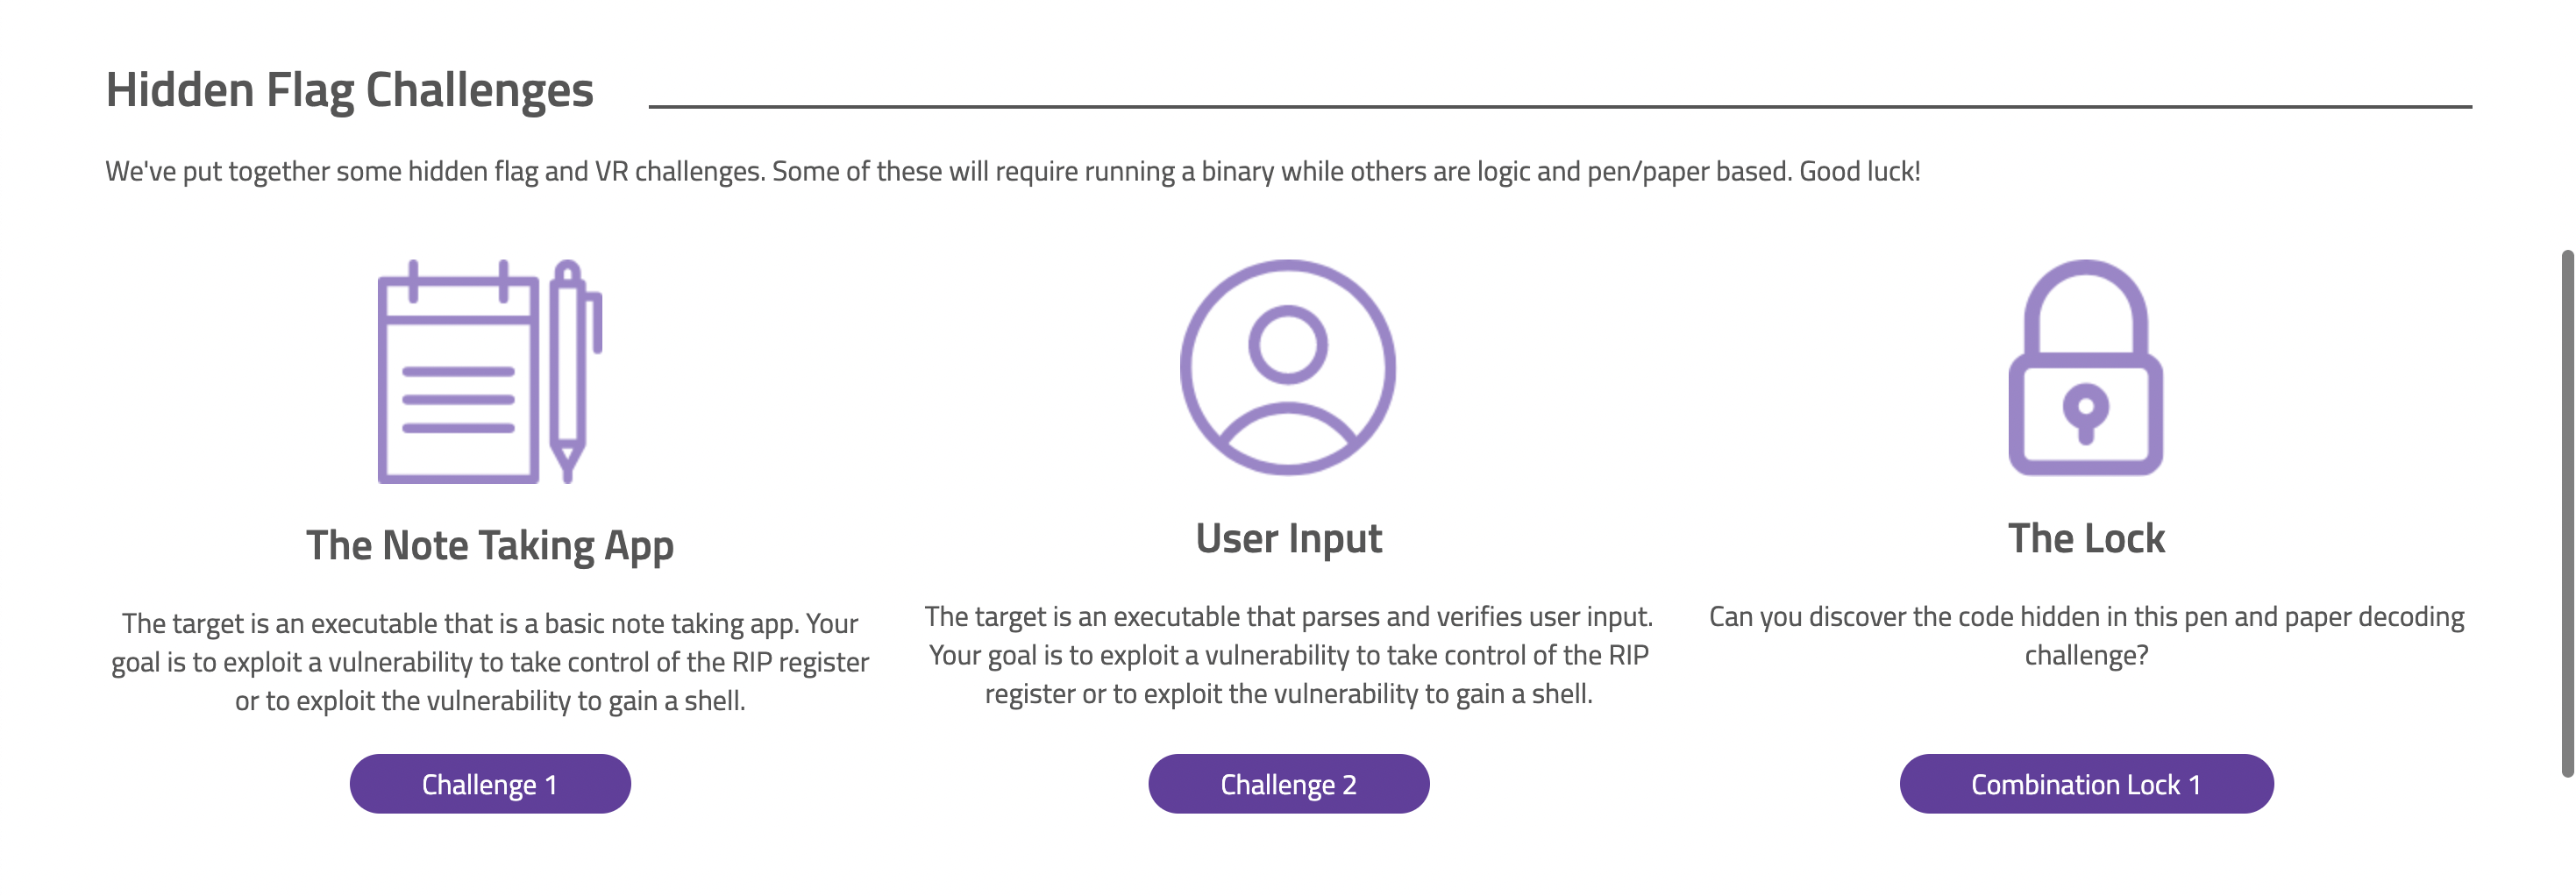 Hidden Flag Challenges
We've put together some hidden flag and VR challenges. Some of these will require running a binary while others are logic and pen/paper based. Good luck!
The Note Taking App
The target is an executable that is a basic note taking app. Your
goal is to exploit a vulnerability to take control of the RIP register
or to exploit the vulnerability to gain a shell.
Challenge 1
User Input
The target is an executable that parses and verifies user input.
Your goal is to exploit a vulnerability to take control of the RIP
register or to exploit the vulnerability to gain a shell.
Challenge 2
The Lock
Can you discover the code hidden in this pen and paper decoding
challenge?
Combination Lock 1